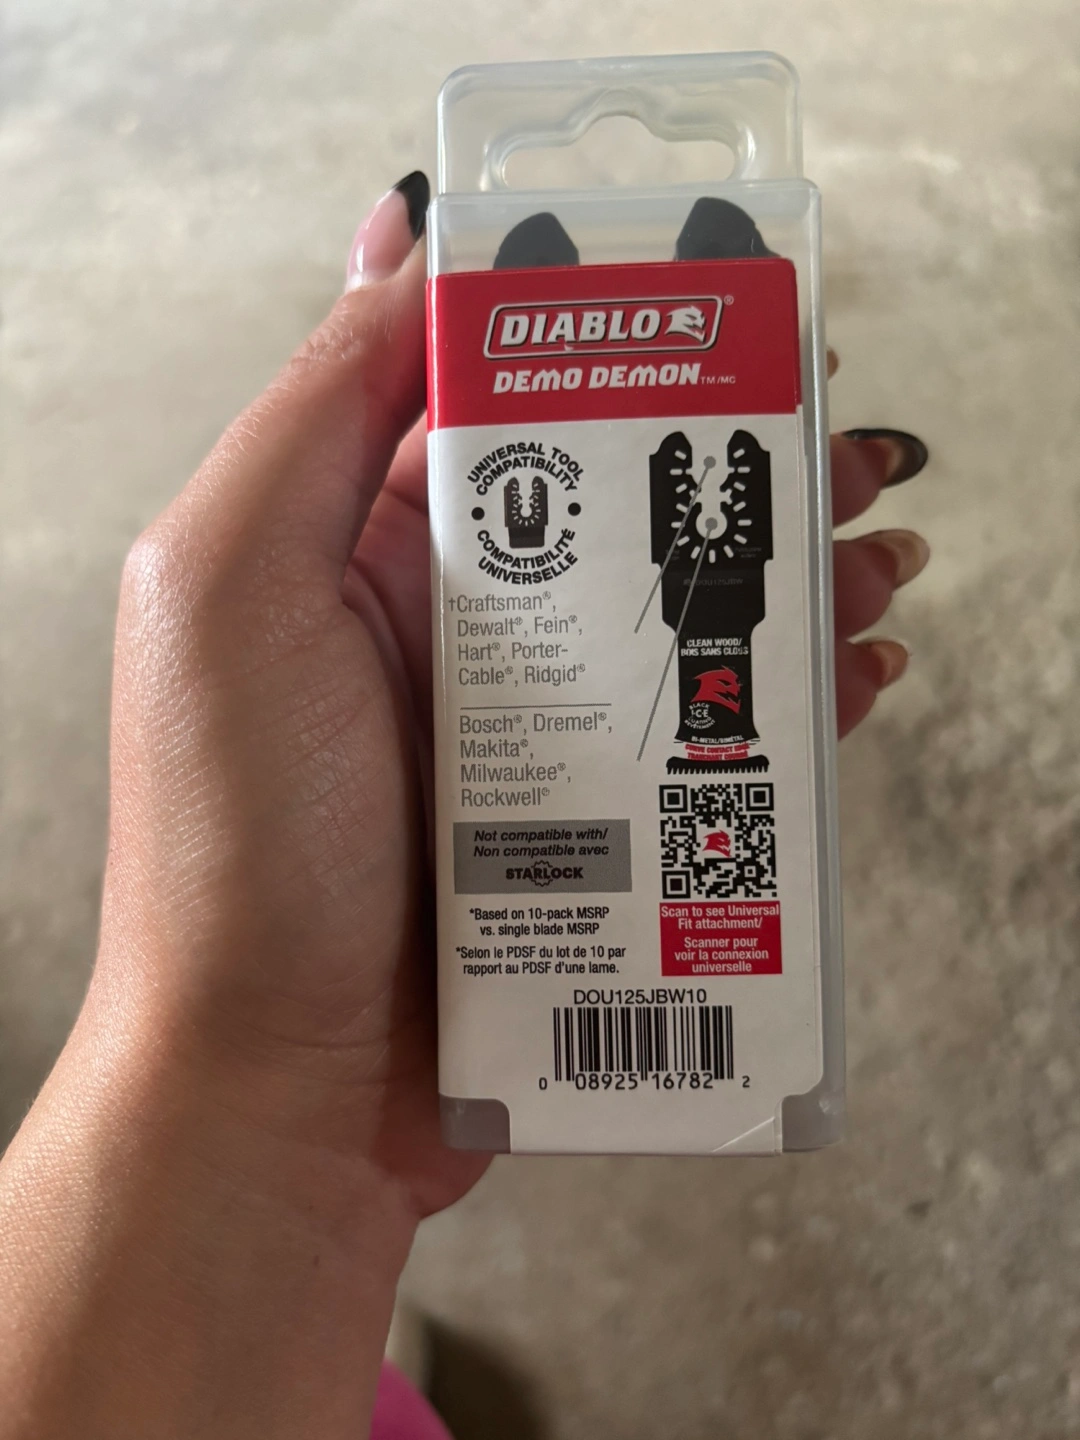 DIABLO®
DEMO DEMON™/MC
UNIVERSAL TOOL
COMPATIBILITY
COMPATIBILITÉ
UNIVERSELLE
†Craftsman®,
Dewalt®, Fein®,
Hart®, Porter-
Cable®, Ridgid®
Bosch®, Dremel®,
Makita®,
Milwaukee®,
Rockwell®
Not compatible with/
Non compatible avec
STARLOCK
*Based on 10-pack MSRP
vs. single blade MSRP
*Selon le PDSF du lot de 10 par
rapport au PDSF d'une lame.
CLEAN WOOD/
BOIS SANS CLOUS
BLACK
I·C·E
BI-METAL/BIMÉTAL
Scan to see Universal
Fit attachment/
Scanner pour
voir la connexion
universelle
DOU125JBW10
0 08925 16782 2